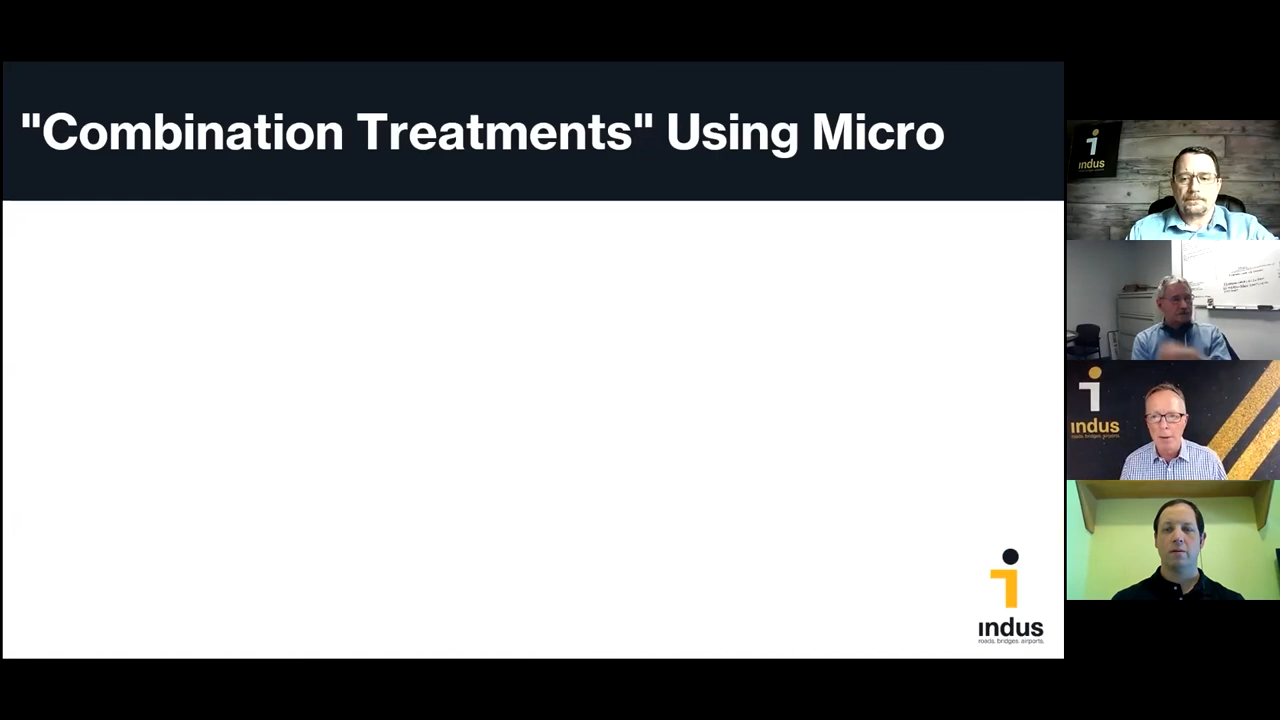 "Combination Treatments" Using Micro
indus
roads. bridges. airports.
indus
indus
roads. bridges. airports.